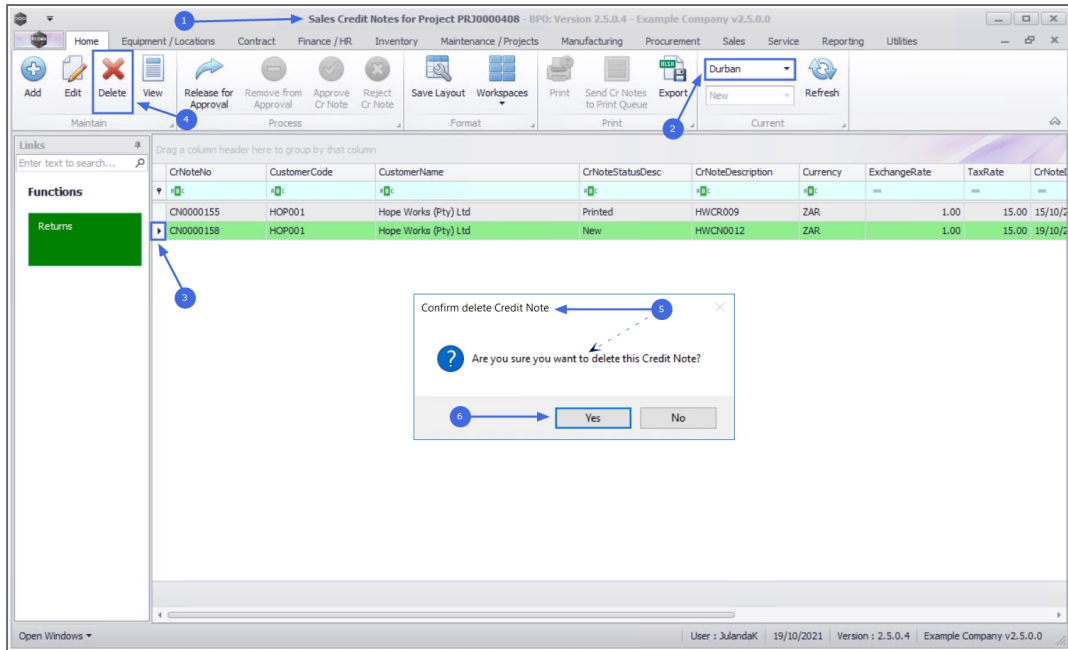 1
Sales Credit Notes for Project PRJ0000408 - BPO: Version 2.5.0.4 - Example Company v2.5.0.0
Home Equipment / Locations Contract Finance / HR Inventory Maintenance / Projects Manufacturing Procurement Sales Service Reporting Utilities
Add Edit Delete View Release for Approval Remove from Approval Approve Cr Note Reject Cr Note Save Layout Workspaces Print Send Cr Notes to Print Queue Export
Durban
New
Refresh
4
2
Maintain Process Format Print Current
Links
Enter text to search...
Functions
Returns
Drag a column header here to group by that column
CrNoteNo CustomerCode CustomerName CrNoteStatusDesc CrNoteDescription Currency ExchangeRate TaxRate
CN0000155 HOP001 Hope Works (Pty) Ltd Printed HWCR009 ZAR 1.00 15.00 15/10/2
CN0000158 HOP001 Hope Works (Pty) Ltd New HWCN0012 ZAR 1.00 15.00 19/10/2
3
Confirm delete Credit Note
5
? Are you sure you want to delete this Credit Note?
6
Yes No
Open Windows
User : JulandaK 19/10/2021 Version : 2.5.0.4 Example Company v2.5.0.0